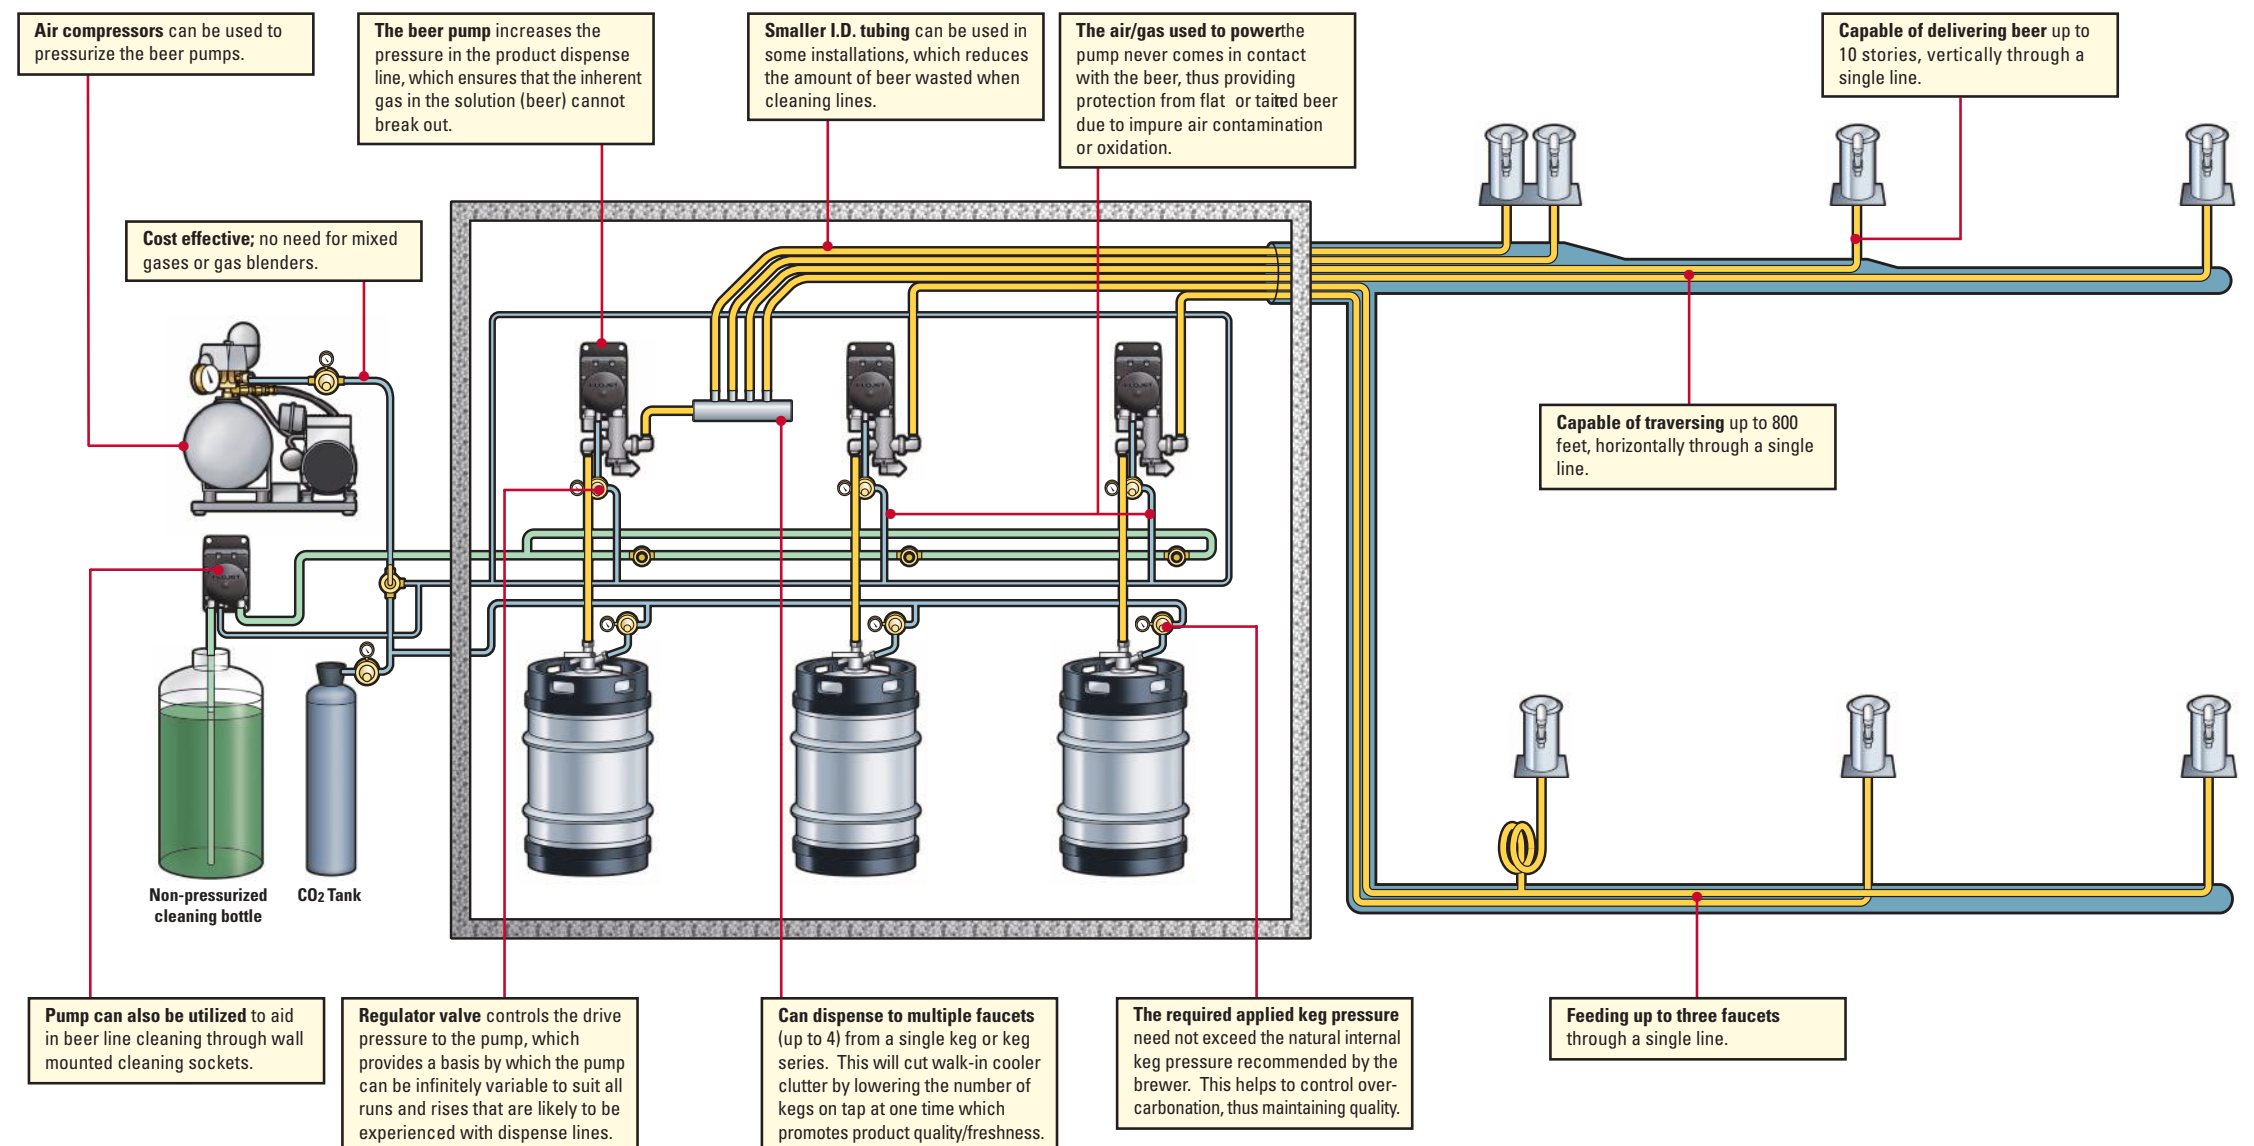 Air compressors can be used to
pressurize the beer pumps.
The beer pump increases the
pressure in the product dispense
line, which ensures that the inherent
gas in the solution (beer) cannot
break out.
Smaller I.D. tubing can be used in
some installations, which reduces
the amount of beer wasted when
cleaning lines.
The air/gas used to powerthe
pump never comes in contact
with the beer, thus providing
protection from flat or tainted beer
due to impure air contamination
or oxidation.
Capable of delivering beer up to
10 stories, vertically through a
single line.
Cost effective; no need for mixed
gases or gas blenders.
FLOJET
FLOJET
FLOJET
Capable of traversing up to 800
feet, horizontally through a single
line.
FLOJET
Non-pressurized
cleaning bottle
CO2 Tank
Pump can also be utilized to aid
in beer line cleaning through wall
mounted cleaning sockets.
Regulator valve controls the drive
pressure to the pump, which
provides a basis by which the pump
can be infinitely variable to suit all
runs and rises that are likely to be
experienced with dispense lines.
Can dispense to multiple faucets
(up to 4) from a single keg or keg
series. This will cut walk-in cooler
clutter by lowering the number of
kegs on tap at one time which
promotes product quality/freshness.
The required applied keg pressure
need not exceed the natural internal
keg pressure recommended by the
brewer. This helps to control over-
carbonation, thus maintaining quality.
Feeding up to three faucets
through a single line.